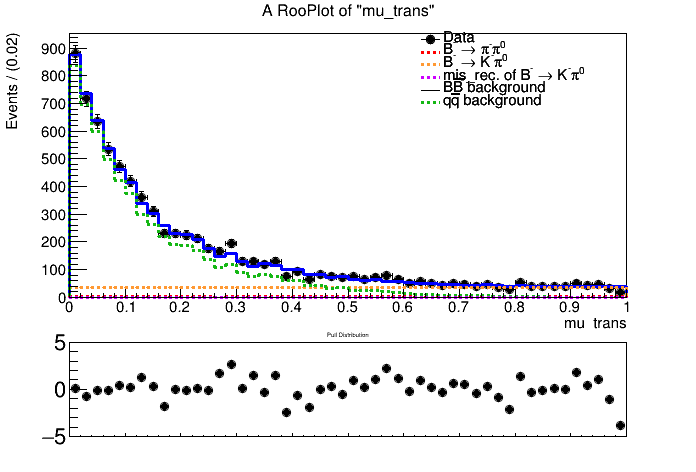 A RooPlot of "mu_trans"
Events / (0.02)
900
800
700
600
500
400
300
200
100
0
Data
B⁻ → π⁻π⁰
B⁻ → K⁻π⁰
mis_rec. of B⁻ → K⁻π⁰
BB̅ background
qq̅ background
0 0.1 0.2 0.3 0.4 0.5 0.6 0.7 0.8 0.9 1
mu_trans
Pull Distribution
5
0
−5